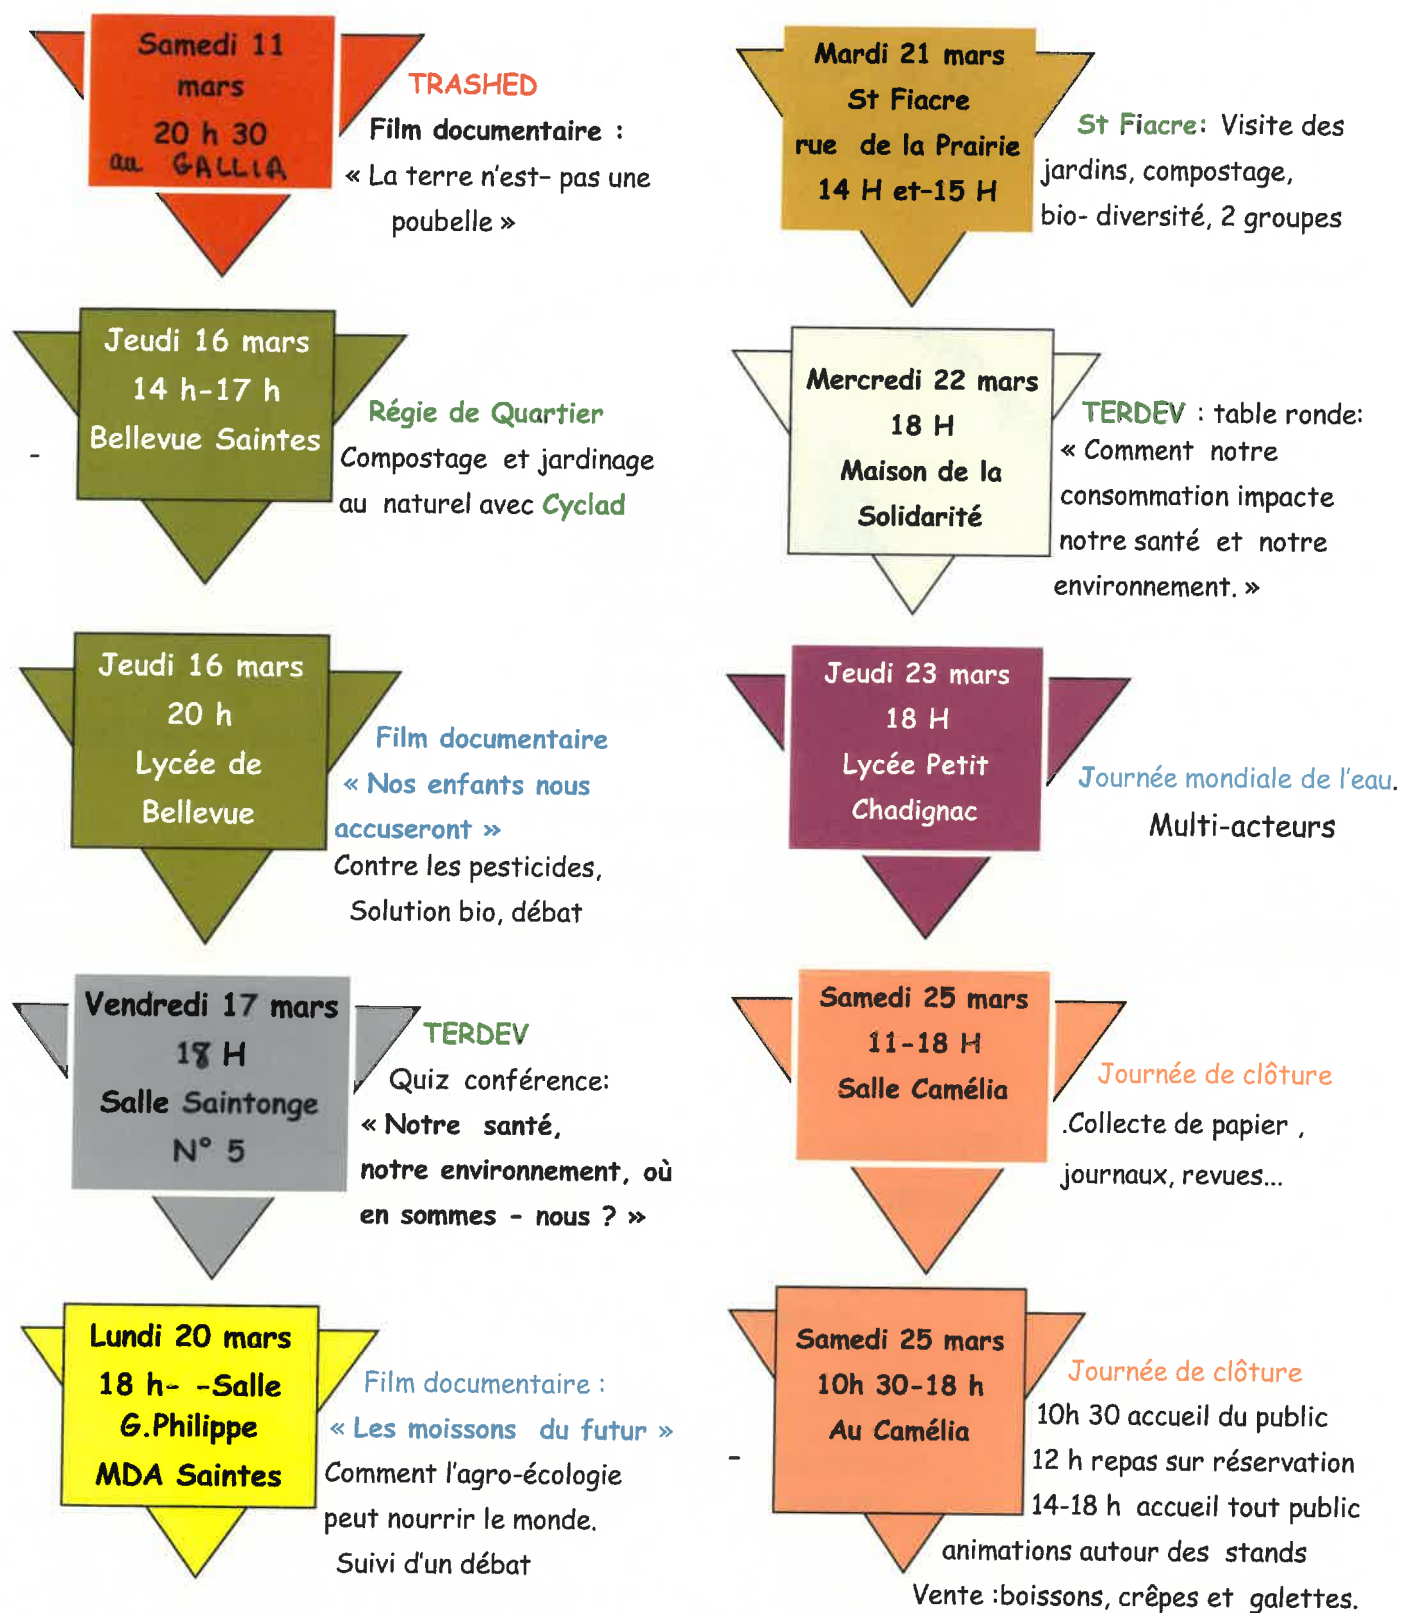 Samedi 11
mars
20 h 30
au GALLIA
TRASHED
Film documentaire :
« La terre n'est- pas une
poubelle »
Jeudi 16 mars
14 h-17 h
Bellevue Saintes
-
Régie de Quartier
Compostage et jardinage
au naturel avec Cyclad
Jeudi 16 mars
20 h
Lycée de
Bellevue
Film documentaire
« Nos enfants nous
accuseront »
Contre les pesticides,
Solution bio, débat
Vendredi 17 mars
18 H
Salle Saintonge
N° 5
TERDEV
Quiz conférence:
« Notre santé,
notre environnement, où
en sommes - nous ? »
Lundi 20 mars
18 h- -Salle
G.Philippe
MDA Saintes
Film documentaire :
« Les moissons du futur »
Comment l'agro-écologie
peut nourrir le monde.
Suivi d'un débat
Mardi 21 mars
St Fiacre
rue de la Prairie
14 H et-15 H
St Fiacre: Visite des
jardins, compostage,
bio- diversité, 2 groupes
Mercredi 22 mars
18 H
Maison de la
Solidarité
TERDEV : table ronde:
« Comment notre
consommation impacte
notre santé et notre
environnement. »
Jeudi 23 mars
18 H
Lycée Petit
Chadignac
Journée mondiale de l'eau.
Multi-acteurs
Samedi 25 mars
11-18 H
Salle Camélia
Journée de clôture
.Collecte de papier ,
journaux, revues...
Samedi 25 mars
10h 30-18 h
Au Camélia
-
Journée de clôture
10h 30 accueil du public
12 h repas sur réservation
14-18 h accueil tout public
animations autour des stands
Vente :boissons, crêpes et galettes.